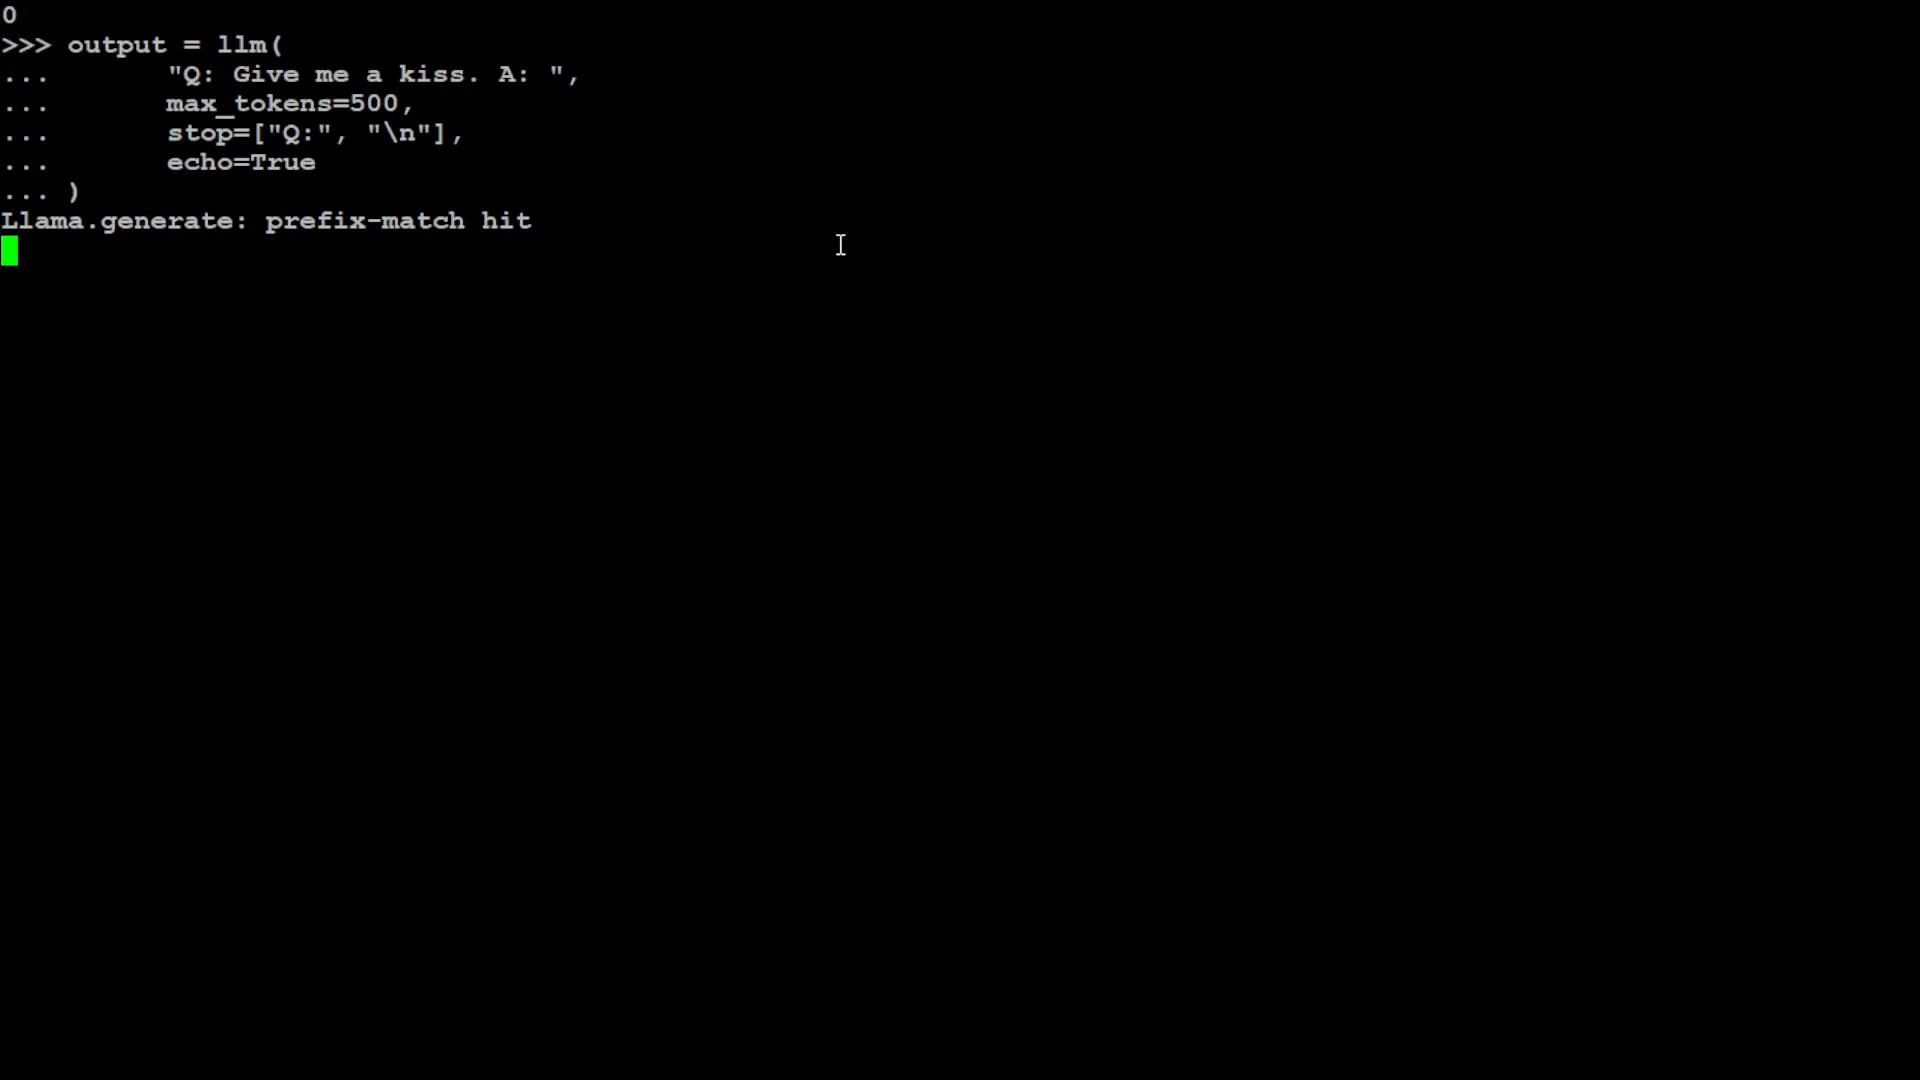 0
>>> output = llm(
...       "Q: Give me a kiss. A: ",
...       max_tokens=500,
...       stop=["Q:", "\n"],
...       echo=True
... )
Llama.generate: prefix-match hit